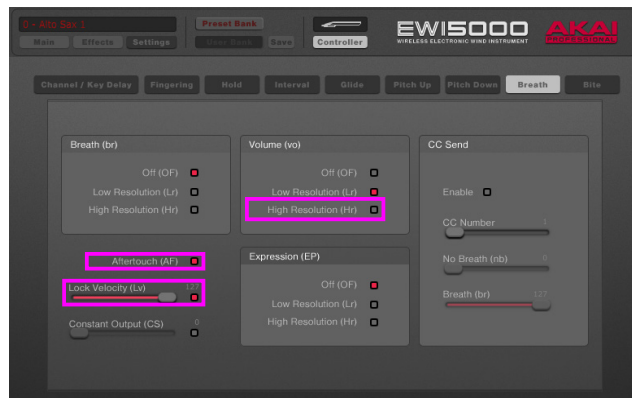 0 - Alto Sax 1
Preset Bank
EWI5000
AKAI
Main Effects Settings
User Bank Save
Controller
WIRELESS ELECTRONIC WIND INSTRUMENT
PROFESSIONAL
Channel / Key Delay Fingering Hold Interval Glide Pitch Up Pitch Down Breath Bite
Breath (br)
Off (OF)
Low Resolution (Lr)
High Resolution (Hr)
Aftertouch (AF)
Lock Velocity (Lv) 127
Constant Output (CS) 0
Volume (vo)
Off (OF)
Low Resolution (Lr)
High Resolution (Hr)
Expression (EP)
Off (OF)
Low Resolution (Lr)
High Resolution (Hr)
CC Send
Enable
CC Number 1
No Breath (nb) 0
Breath (br) 127